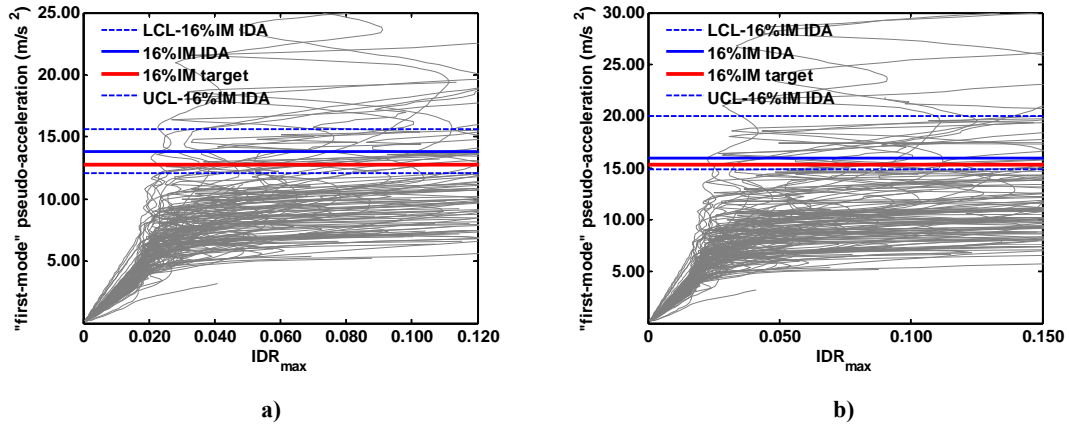 25.00
20.00
15.00
10.00
5.00
0
0.020
0.040
0.060
0.080
0.100
0.120
"first-mode" pseudo-acceleration (m/s 2)
IDRmax
LCL-16%IM IDA
16%IM IDA
16%IM target
UCL-16%IM IDA
a)
30.00
25.00
20.00
15.00
10.00
5.00
0
0.050
0.100
0.150
"first-mode" pseudo-acceleration (m/s 2)
IDRmax
LCL-16%IM IDA
16%IM IDA
16%IM target
UCL-16%IM IDA
b)